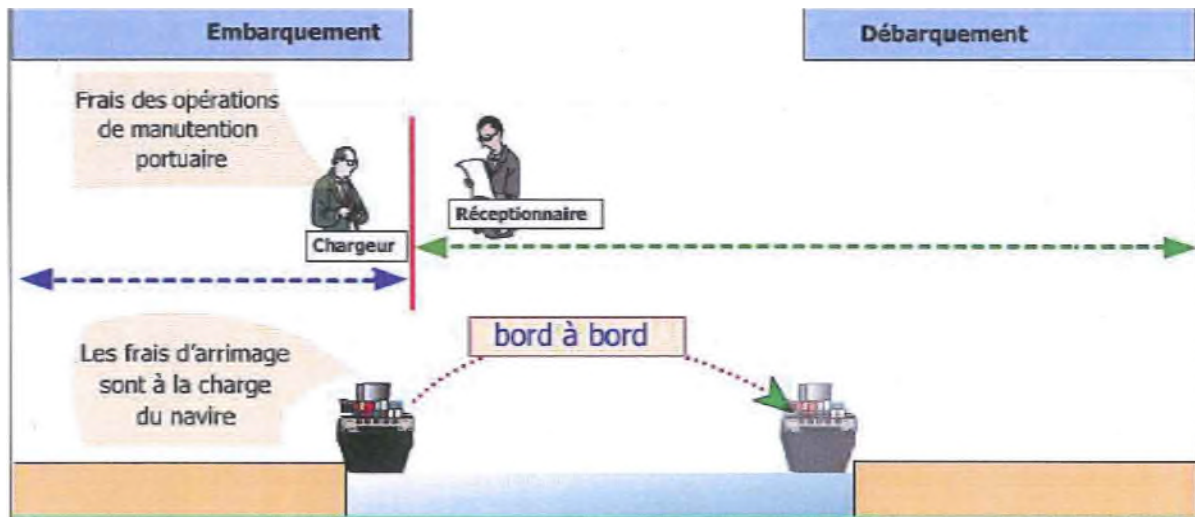 Embarquement
Débarquement
Frais des opérations
de manutention
portuaire
Réceptionnaire
Chargeur
bord à bord
Les frais d'arrimage
sont à la charge
du navire